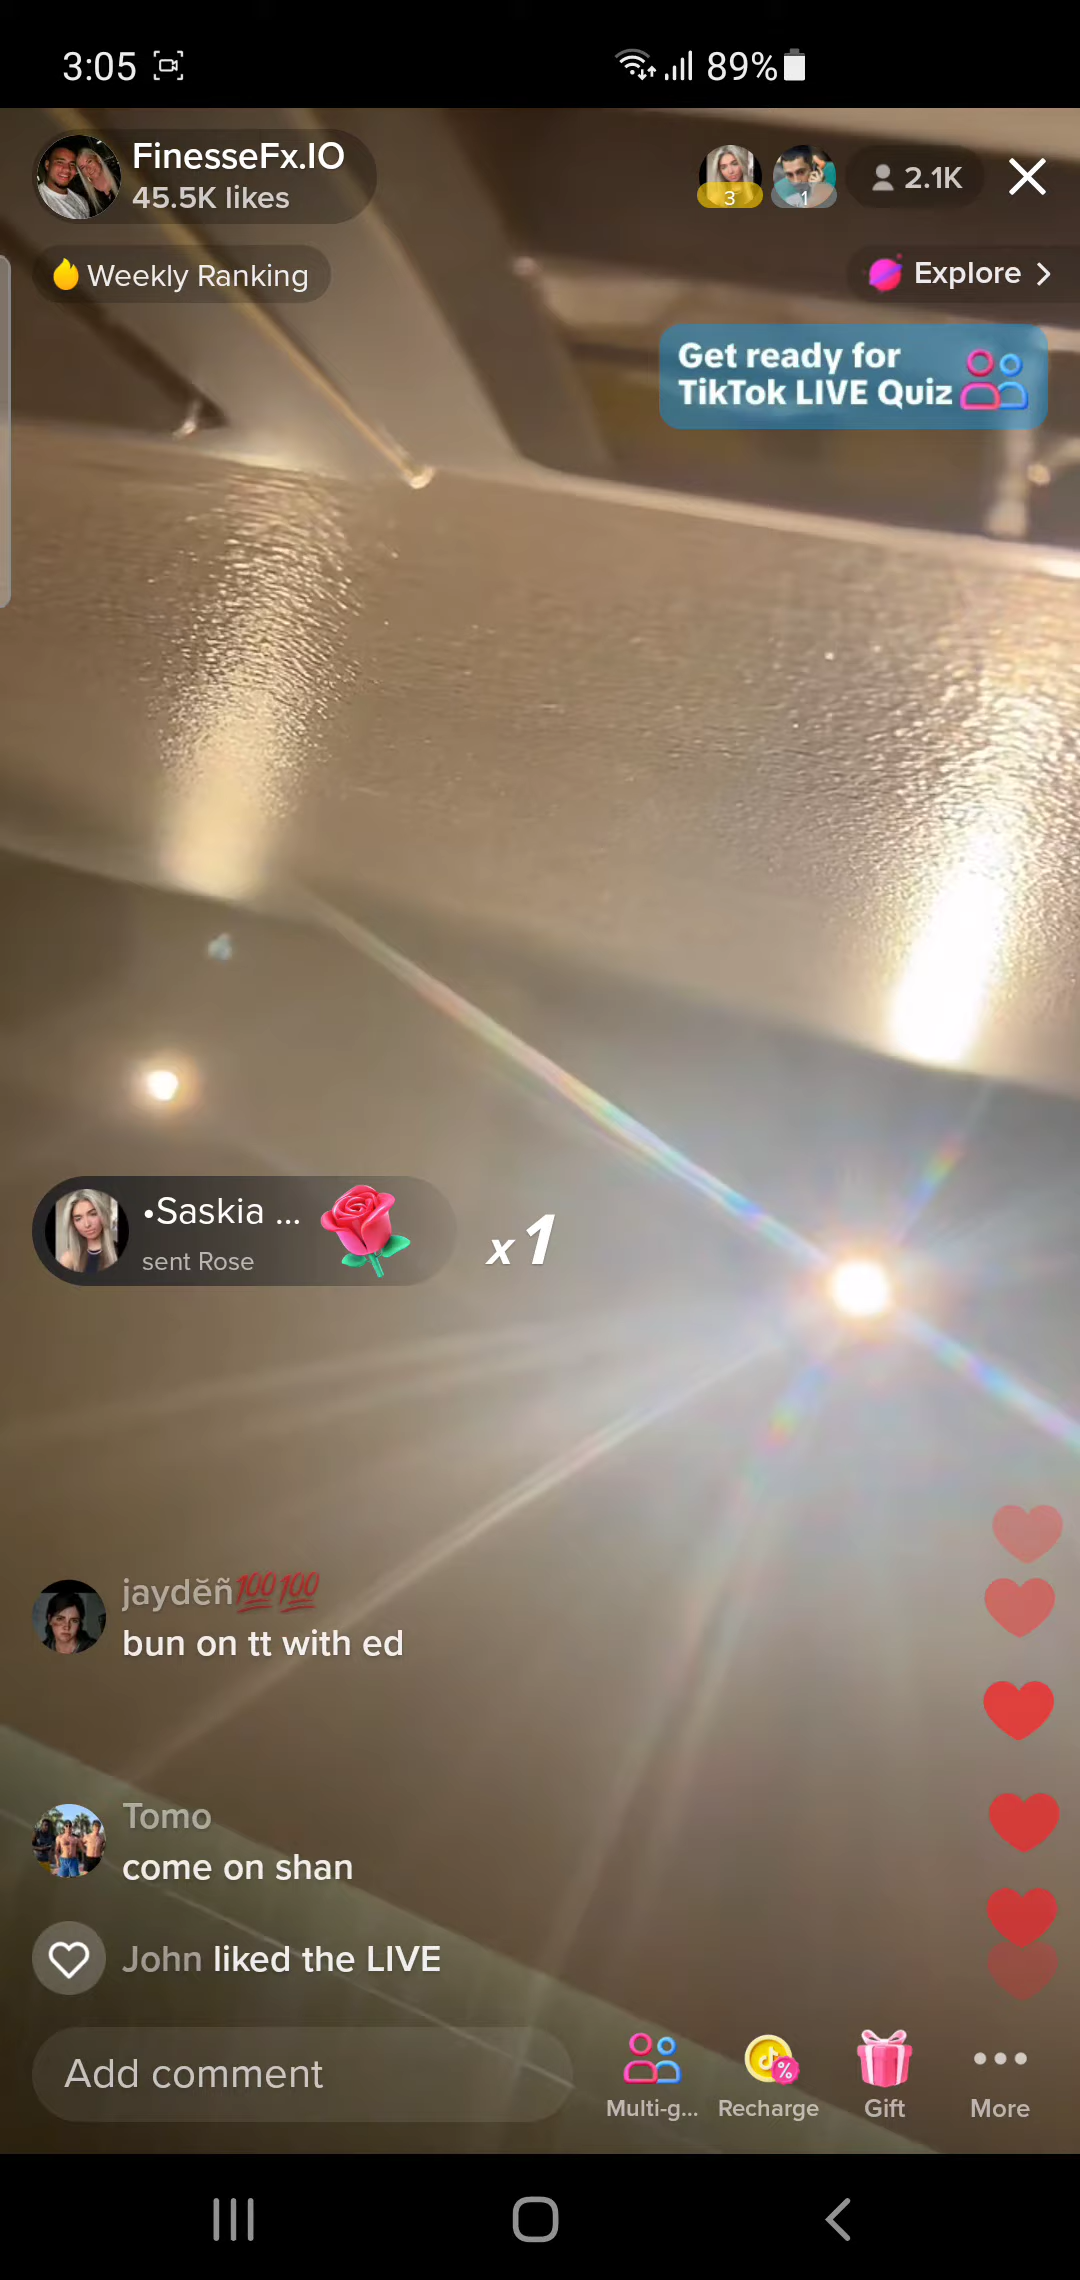 3:05
89%
FinesseFx.IO
45.5K likes
3
1
2.1K
Weekly Ranking
Explore
Get ready for
TikTok LIVE Quiz
•Saskia ...
sent Rose
x 1
jaydĕñ💯💯
bun on tt with ed
Tomo
come on shan
John liked the LIVE
Add comment
Multi-g...
Recharge
Gift
More